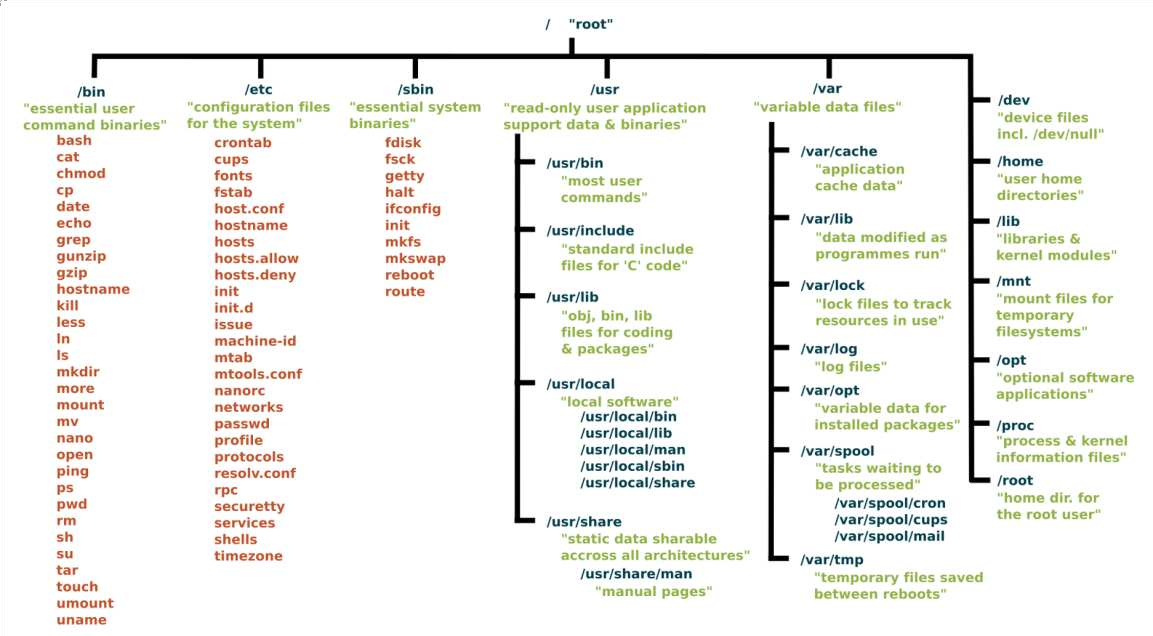 / "root"
/bin
"essential user
command binaries"
bash
cat
chmod
cp
date
echo
grep
gunzip
gzip
hostname
kill
less
ln
ls
mkdir
more
mount
mv
nano
open
ping
ps
pwd
rm
sh
su
tar
touch
umount
uname
/etc
"configuration files
for the system"
crontab
cups
fonts
fstab
host.conf
hostname
hosts
hosts.allow
hosts.deny
init
init.d
issue
machine-id
mtab
mtools.conf
nanorc
networks
passwd
profile
protocols
resolv.conf
rpc
securetty
services
shells
timezone
/sbin
"essential system
binaries"
fdisk
fsck
getty
halt
ifconfig
init
mkfs
mkswap
reboot
route
/usr
"read-only user application
support data & binaries"
/usr/bin
"most user
commands"
/usr/include
"standard include
files for 'C' code"
/usr/lib
"obj, bin, lib
files for coding
& packages"
/usr/local
"local software"
/usr/local/bin
/usr/local/lib
/usr/local/man
/usr/local/sbin
/usr/local/share
/usr/share
"static data sharable
accross all architectures"
/usr/share/man
"manual pages"
/var
"variable data files"
/var/cache
"application
cache data"
/var/lib
"data modified as
programmes run"
/var/lock
"lock files to track
resources in use"
/var/log
"log files"
/var/opt
"variable data for
installed packages"
/var/spool
"tasks waiting to
be processed"
/var/spool/cron
/var/spool/cups
/var/spool/mail
/var/tmp
"temporary files saved
between reboots"
/dev
"device files
incl. /dev/null"
/home
"user home
directories"
/lib
"libraries &
kernel modules"
/mnt
"mount files for
temporary
filesystems"
/opt
"optional software
applications"
/proc
"process & kernel
information files"
/root
"home dir. for
the root user"